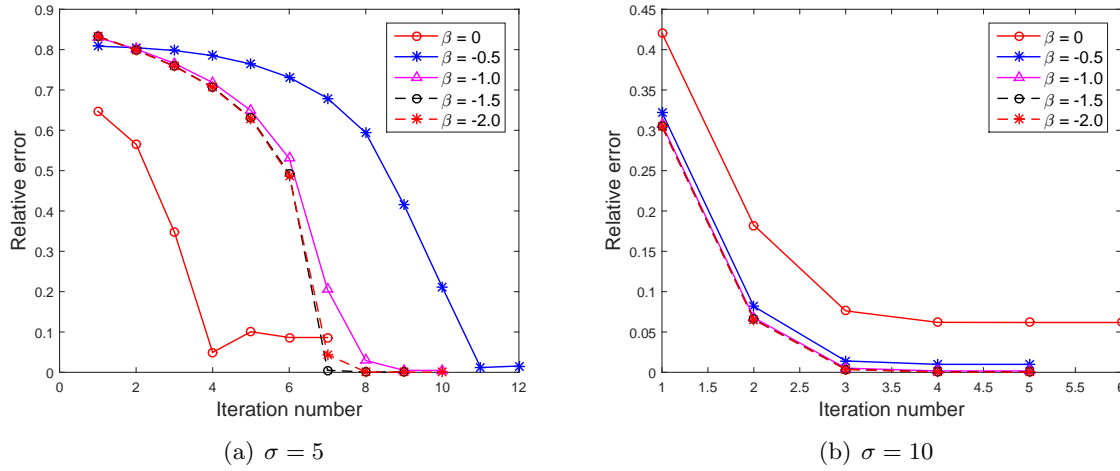 0.9
0.8
0.7
0.6
0.5
0.4
0.3
0.2
0.1
0
Relative error
0 2 4 6 8 10 12
Iteration number
β = 0
β = -0.5
β = -1.0
β = -1.5
β = -2.0
(a) σ = 5
0.45
0.4
0.35
0.3
0.25
0.2
0.15
0.1
0.05
0
Relative error
1 1.5 2 2.5 3 3.5 4 4.5 5 5.5 6
Iteration number
β = 0
β = -0.5
β = -1.0
β = -1.5
β = -2.0
(b) σ = 10